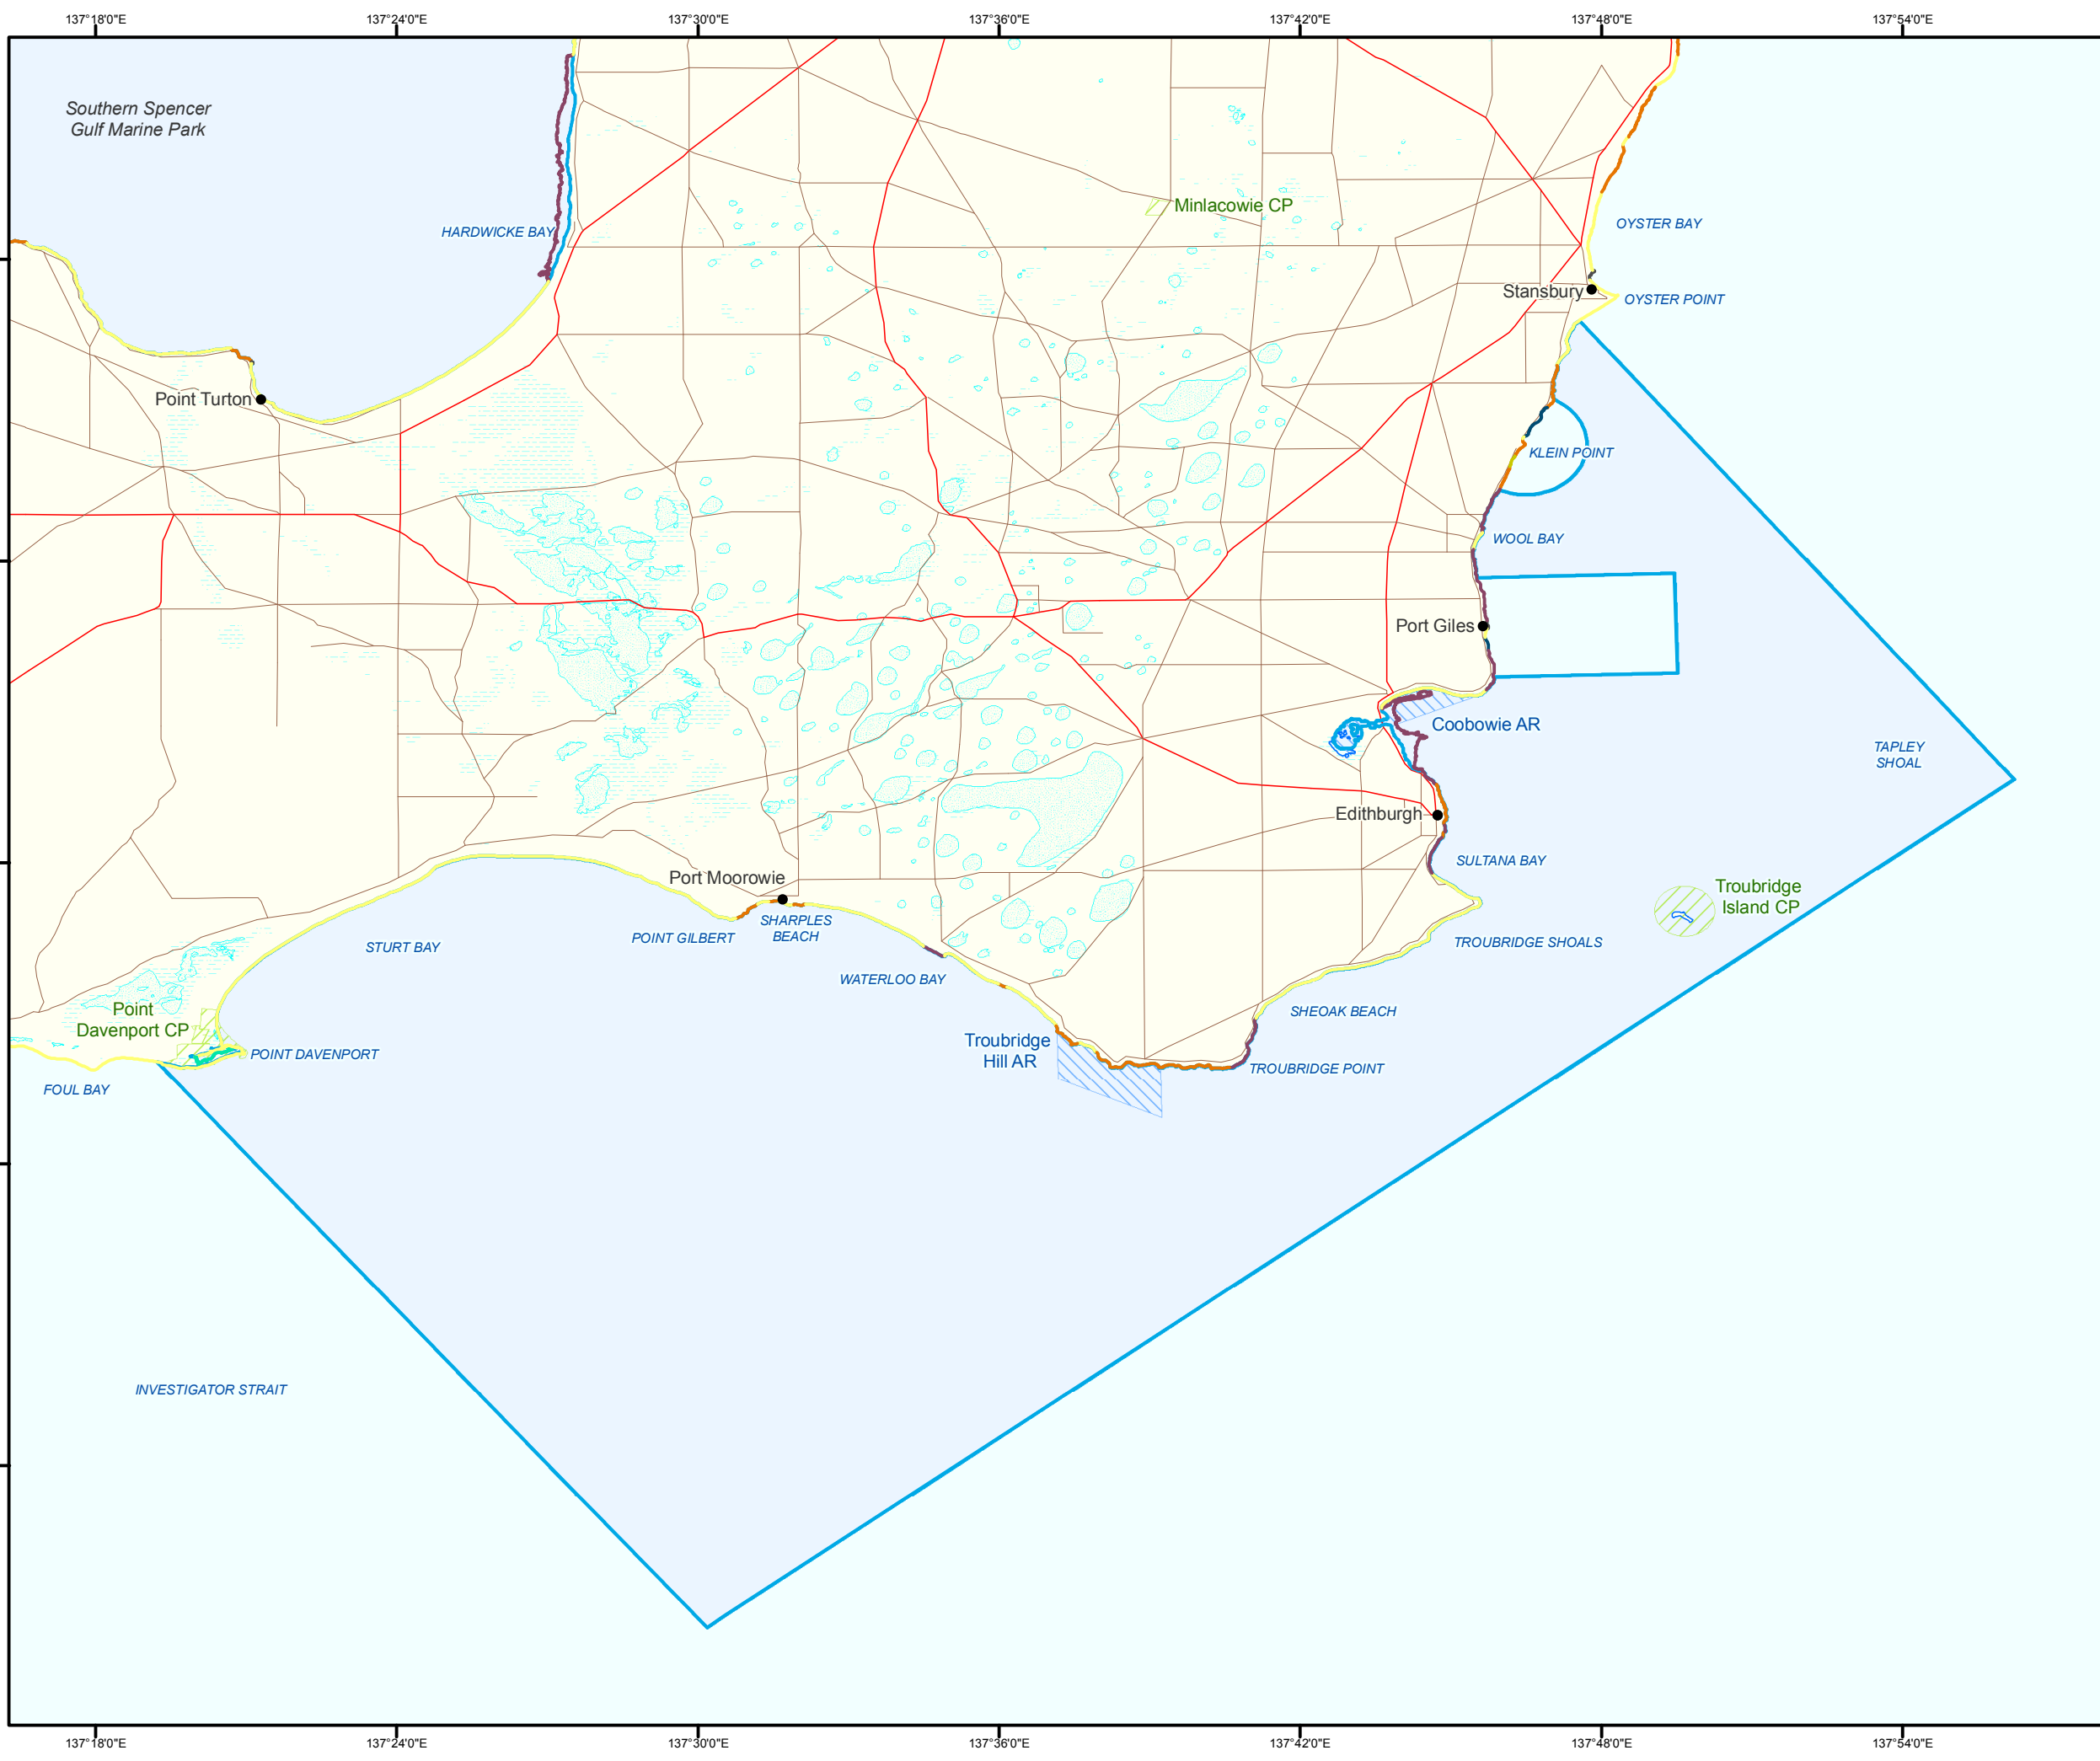 137°18'0"E
137°24'0"E
137°30'0"E
137°36'0"E
137°42'0"E
137°48'0"E
137°54'0"E
Southern Spencer
Gulf Marine Park
HARDWICKE BAY
Minlacowie CP
OYSTER BAY
Stansbury
OYSTER POINT
Point Turton
KLEIN POINT
WOOL BAY
Port Giles
Coobowie AR
TAPLEY
SHOAL
Edithburgh
SULTANA BAY
Port Moorowie
Troubridge
Island CP
SHARPLES
BEACH
POINT GILBERT
STURT BAY
TROUBRIDGE SHOALS
WATERLOO BAY
Point
Davenport CP
SHEOAK BEACH
Troubridge
Hill AR
POINT DAVENPORT
TROUBRIDGE POINT
FOUL BAY
INVESTIGATOR STRAIT
137°18'0"E
137°24'0"E
137°30'0"E
137°36'0"E
137°42'0"E
137°48'0"E
137°54'0"E